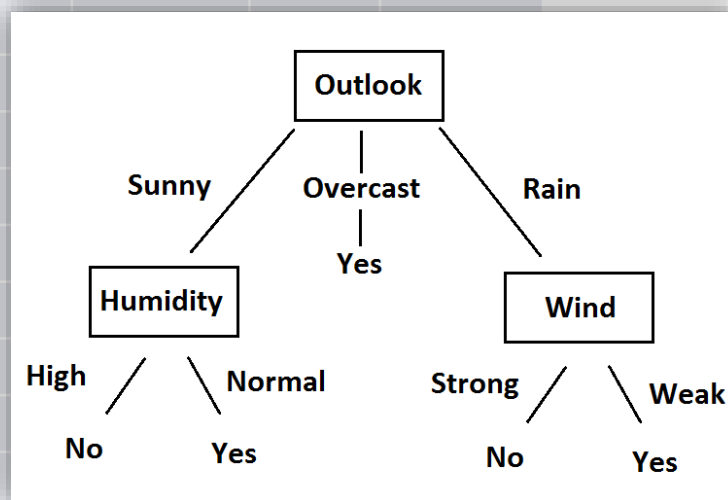 Outlook
Sunny
Overcast
Rain
Yes
Humidity
Wind
High
Normal
Strong
Weak
No
Yes
No
Yes